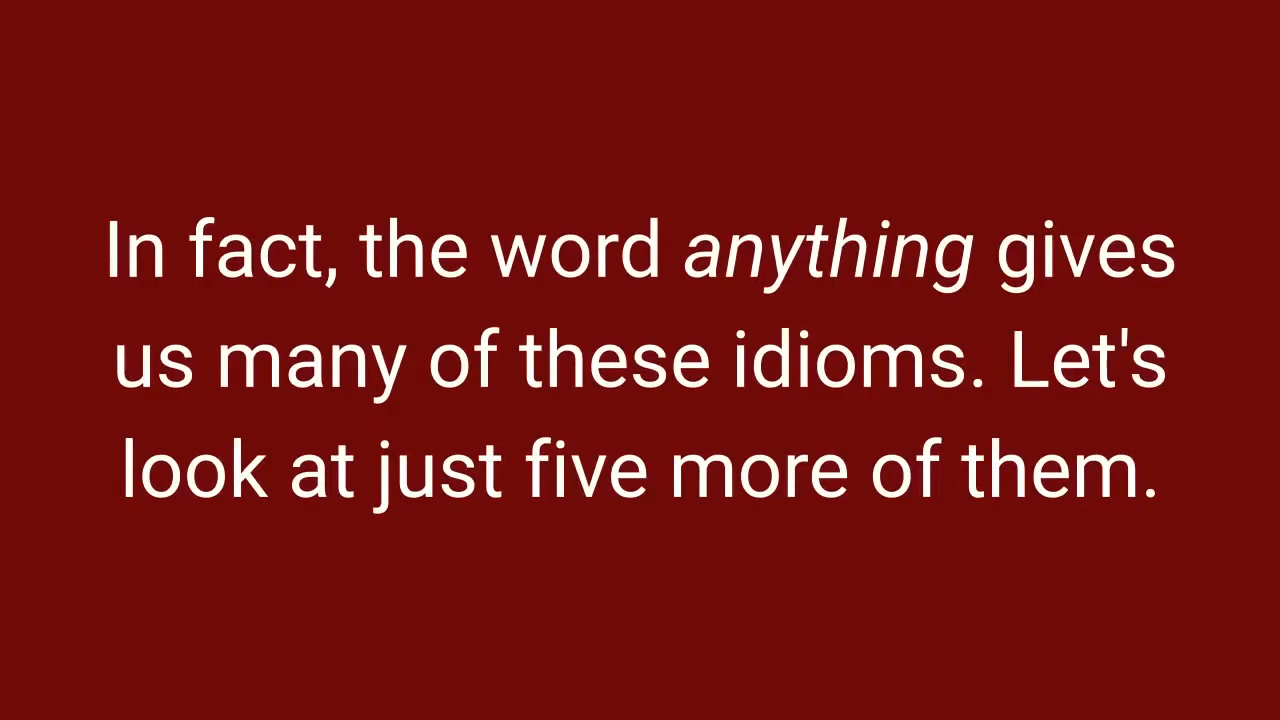 In fact, the word anything gives
us many of these idioms. Let's
look at just five more of them.